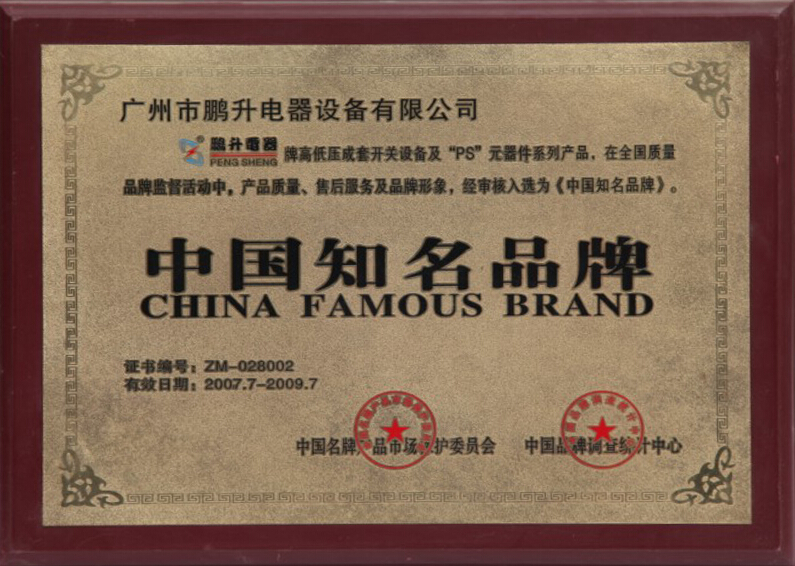 广州市鹏升电器设备有限公司
鹏升電器
PENG SHENG
牌高低压成套开关设备及“PS”元器件系列产品，在全国质量
品牌监督活动中，产品质量、售后服务及品牌形象，经审核入选为《中国知名品牌》。
中国知名品牌
CHINA FAMOUS BRAND
证书编号：ZM-028002
有效日期：2007.7-2009.7
中国名牌产品市场保护委员会
中国品牌调查统计中心